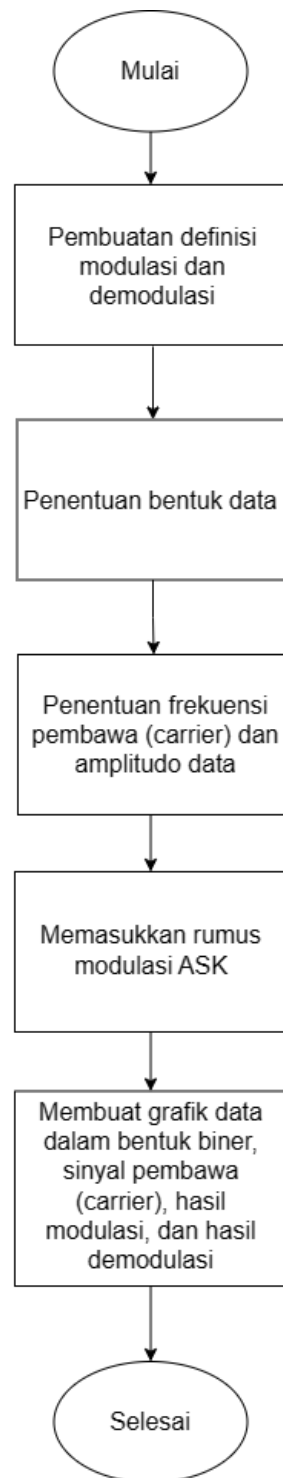 Mulai
Pembuatan definisi
modulasi dan
demodulasi
Penentuan bentuk data
Penentuan frekuensi
pembawa (carrier) dan
amplitudo data
Memasukkan rumus
modulasi ASK
Membuat grafik data
dalam bentuk biner,
sinyal pembawa
(carrier), hasil
modulasi, dan hasil
demodulasi
Selesai